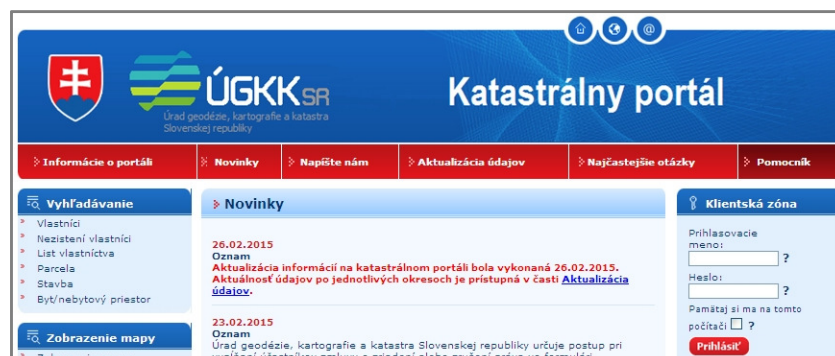 ÚGKK SR
Úrad geodézie, kartografie a katastra
Slovenskej republiky
Katastrálny portál
Informácie o portáli
Novinky
Napíšte nám
Aktualizácia údajov
Najčastejšie otázky
Pomocník
Vyhľadávanie
Vlastníci
Nezistení vlastníci
List vlastníctva
Parcela
Stavba
Byt/nebytový priestor
Zobrazenie mapy
Novinky
26.02.2015
Oznam
Aktualizácia informácií na katastrálnom portáli bola vykonaná 26.02.2015.
Aktuálnosť údajov po jednotlivých okresoch je prístupná v časti Aktualizácia
údajov.
23.02.2015
Oznam
Úrad geodézie, kartografie a katastra Slovenskej republiky určuje postup pri
Klientská zóna
Prihlasovacie
meno:
?
Heslo:
?
Pamätaj si ma na tomto
počítači ?
Prihlásiť